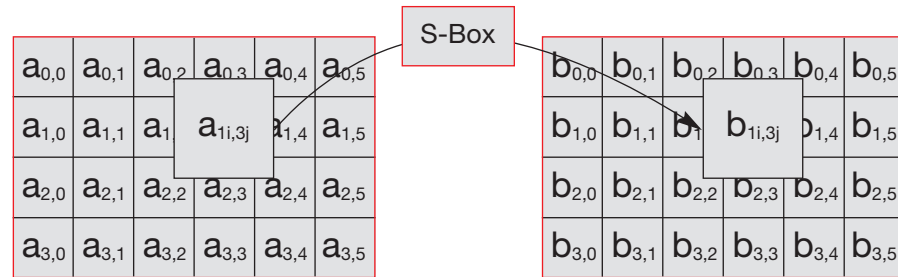 S-Box
a0,0 a0,1 a0,2 a0,3 a0,4 a0,5
a1,0 a1,1 a1, a1i,3j a1,4 a1,5
a2,0 a2,1 a2,2 a2,3 a2,4 a2,5
a3,0 a3,1 a3,2 a3,3 a3,4 a3,5
b0,0 b0,1 b0,2 b0,3 b0,4 b0,5
b1,0 b1,1 b1 b1i,3j b1,4 b1,5
b2,0 b2,1 b2,2 b2,3 b2,4 b2,5
b3,0 b3,1 b3,2 b3,3 b3,4 b3,5